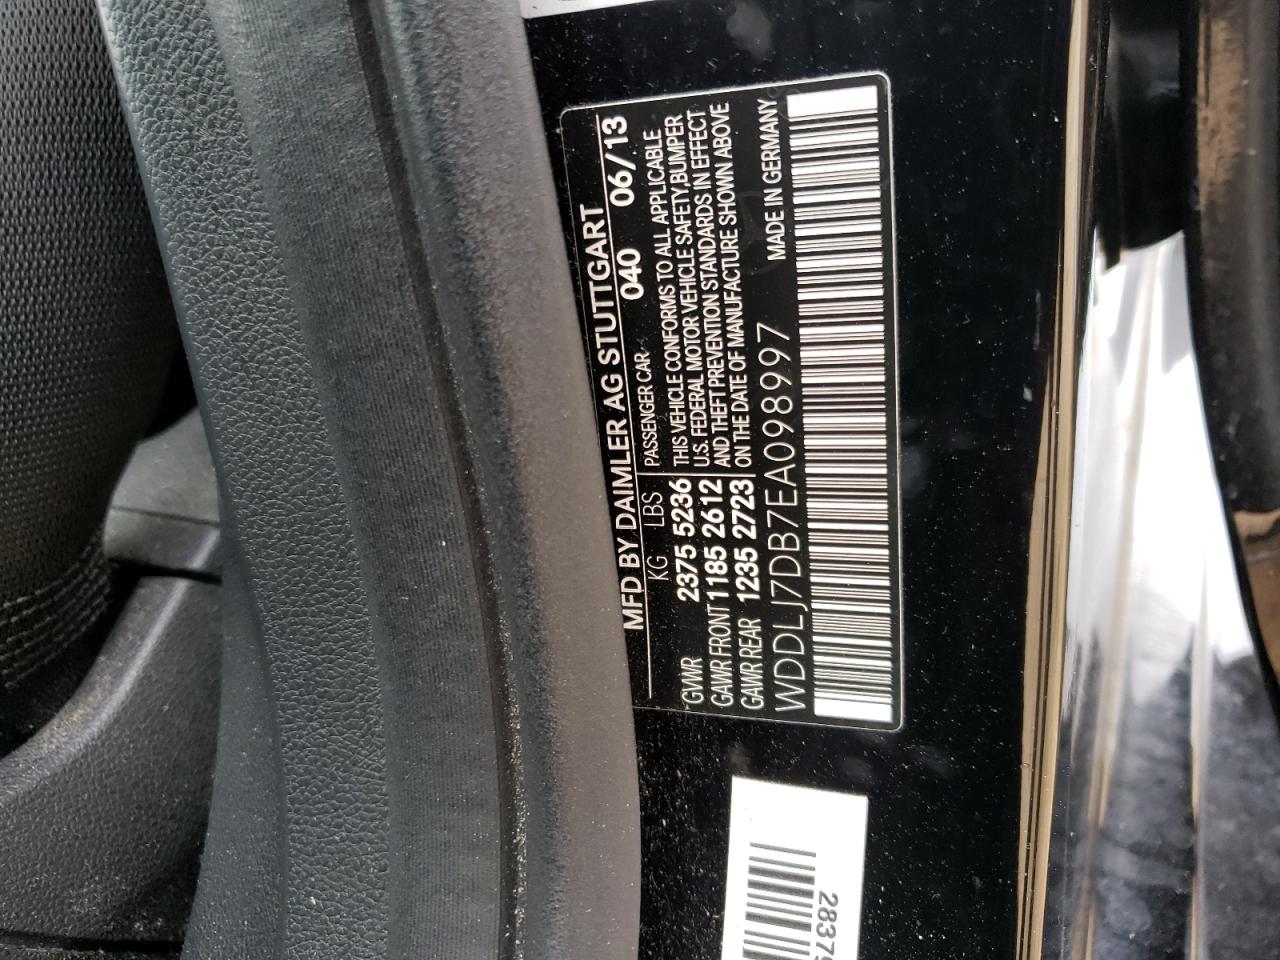 MFD BY DAIMLER AG STUTTGART
040 06/13
KG LBS PASSENGER CAR
GVWR 2375 5236
GAWR FRONT 1185 2612
GAWR REAR 1235 2723
THIS VEHICLE CONFORMS TO ALL APPLICABLE
U.S. FEDERAL MOTOR VEHICLE SAFETY,BUMPER
AND THEFT PREVENTION STANDARDS IN EFFECT
ON THE DATE OF MANUFACTURE SHOWN ABOVE
WDDLJ7DB7EA098997 MADE IN GERMANY